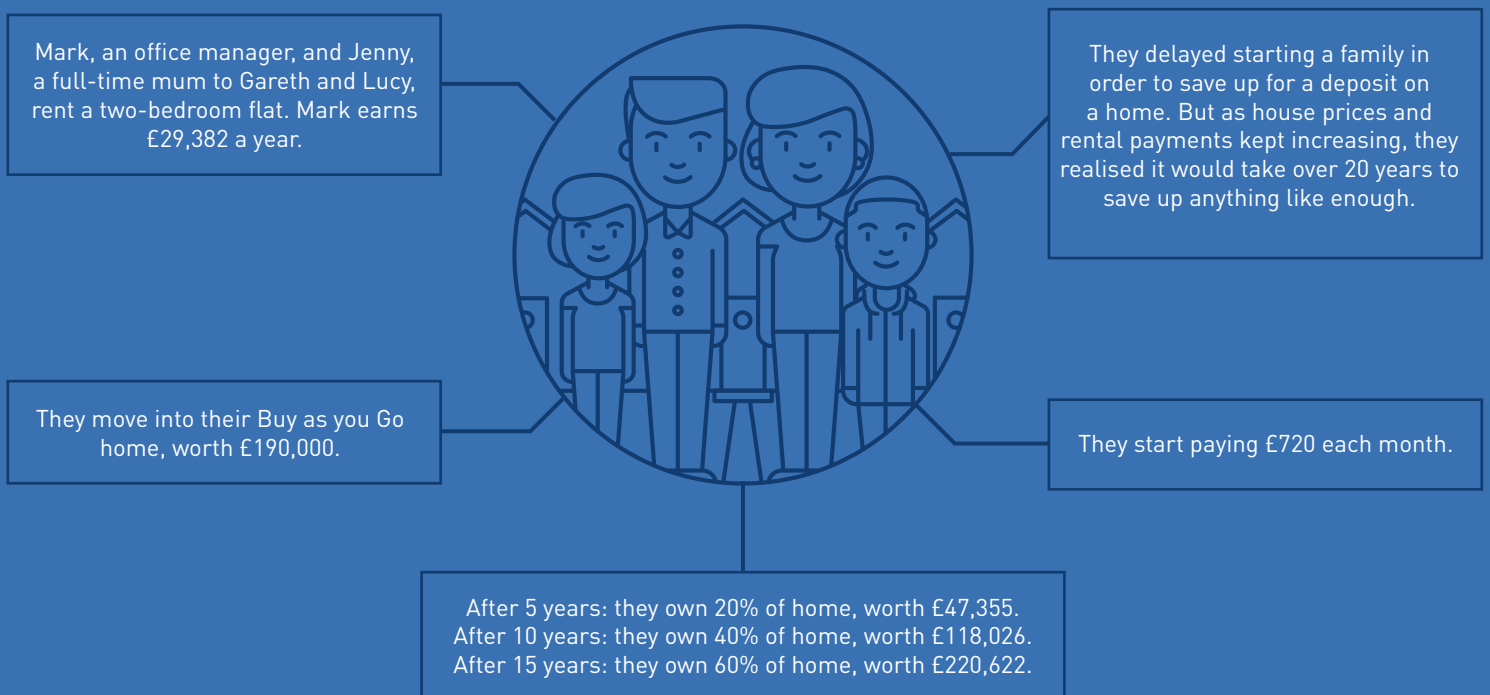 Mark, an office manager, and Jenny,
a full-time mum to Gareth and Lucy,
rent a two-bedroom flat. Mark earns
£29,382 a year.
They delayed starting a family in
order to save up for a deposit on
a home. But as house prices and
rental payments kept increasing, they
realised it would take over 20 years to
save up anything like enough.
They move into their Buy as you Go
home, worth £190,000.
They start paying £720 each month.
After 5 years: they own 20% of home, worth £47,355.
After 10 years: they own 40% of home, worth £118,026.
After 15 years: they own 60% of home, worth £220,622.